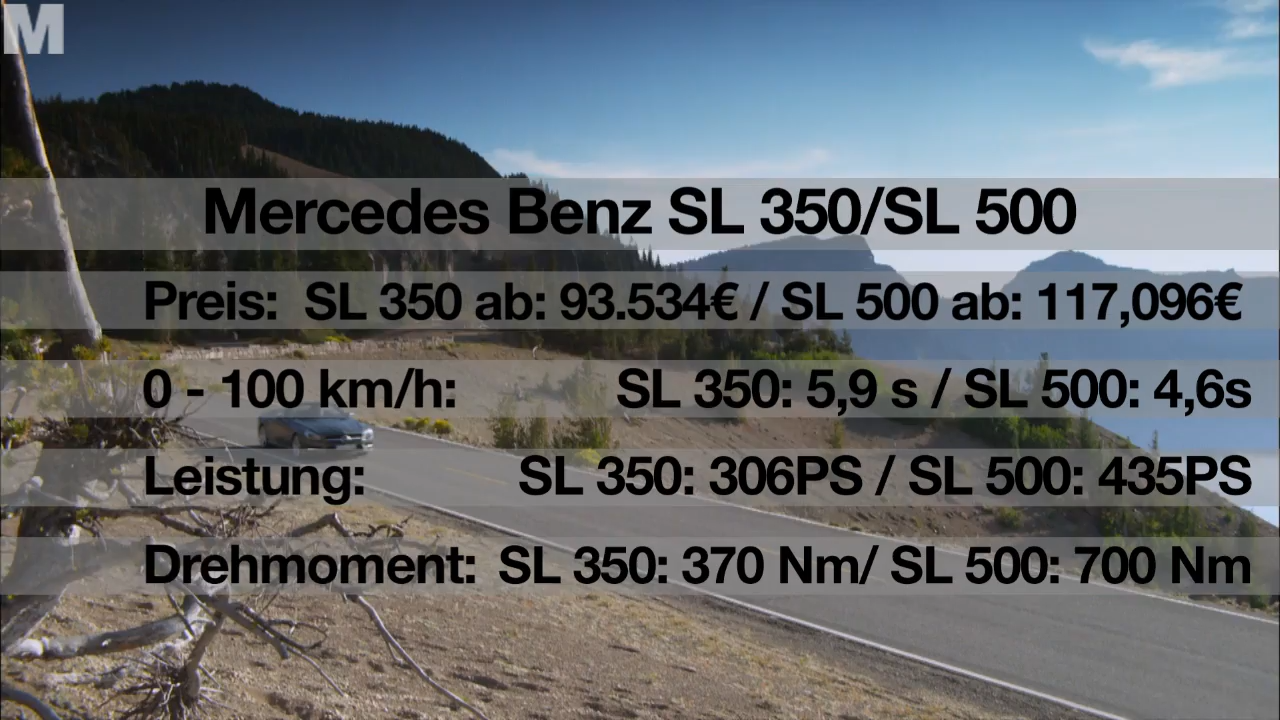 M
Mercedes Benz SL 350/SL 500
Preis: SL 350 ab: 93.534€ / SL 500 ab: 117,096€
0 - 100 km/h: SL 350: 5,9 s / SL 500: 4,6s
Leistung: SL 350: 306PS / SL 500: 435PS
Drehmoment: SL 350: 370 Nm/ SL 500: 700 Nm